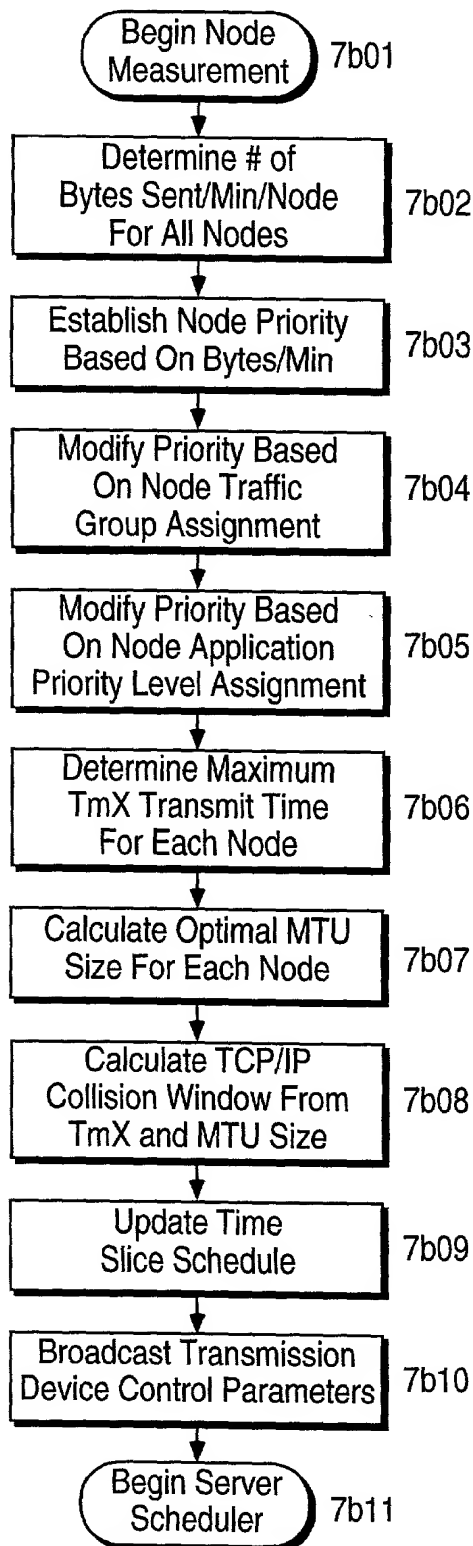 Begin Node
Measurement
7b01
Determine # of
Bytes Sent/Min/Node
For All Nodes
7b02
Establish Node Priority
Based On Bytes/Min
7b03
Modify Priority Based
On Node Traffic
Group Assignment
7b04
Modify Priority Based
On Node Application
Priority Level Assignment
7b05
Determine Maximum
TmX Transmit Time
For Each Node
7b06
Calculate Optimal MTU
Size For Each Node
7b07
Calculate TCP/IP
Collision Window From
TmX and MTU Size
7b08
Update Time
Slice Schedule
7b09
Broadcast Transmission
Device Control Parameters
7b10
Begin Server
Scheduler
7b11